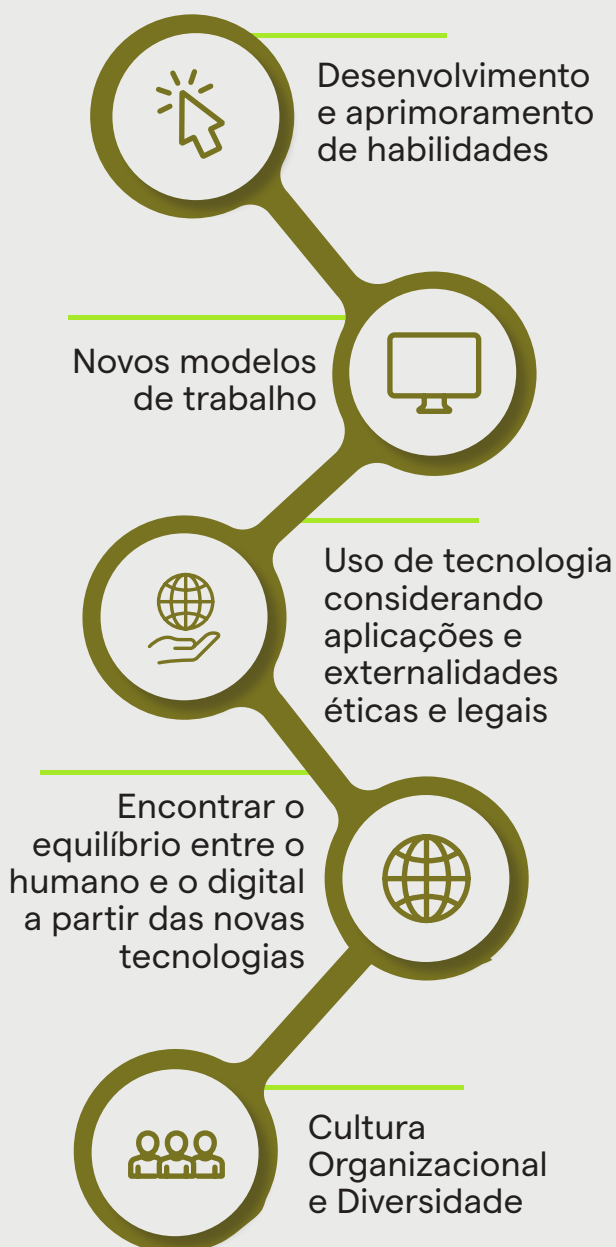 Desenvolvimento
e aprimoramento
de habilidades
Novos modelos
de trabalho
Uso de tecnologia
considerando
aplicações e
externalidades
éticas e legais
Encontrar o
equilíbrio entre o
humano e o digital
a partir das novas
tecnologias
Cultura
Organizacional
e Diversidade